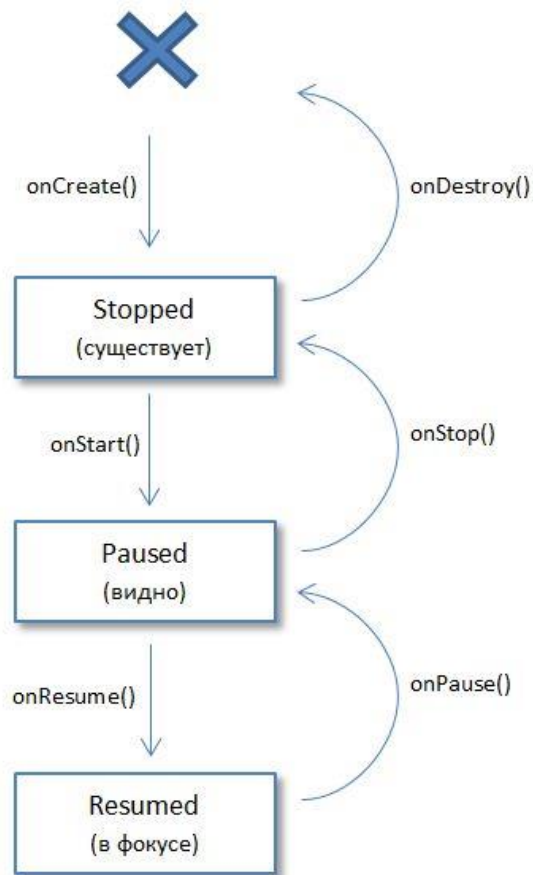 onCreate()
onDestroy()
Stopped
(существует)
onStart()
onStop()
Paused
(видно)
onResume()
onPause()
Resumed
(в фокусе)